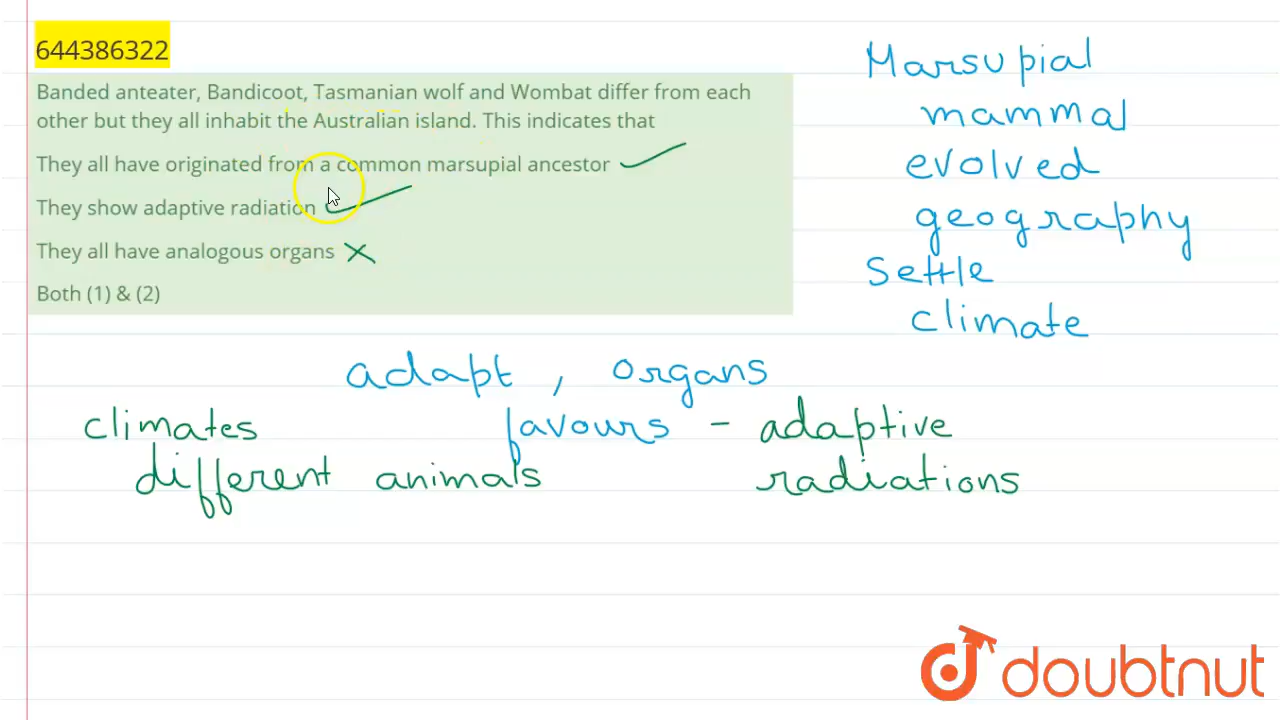 644386322
Banded anteater, Bandicoot, Tasmanian wolf and Wombat differ from each
other but they all inhabit the Australian island. This indicates that
They all have originated from a common marsupial ancestor
They show adaptive radiation
They all have analogous organs
Both (1) & (2)
Marsupial
mammal
evolved
geography
Settle
climate
adapt , organs
climates favours - adaptive
different animals radiations
doubtnut